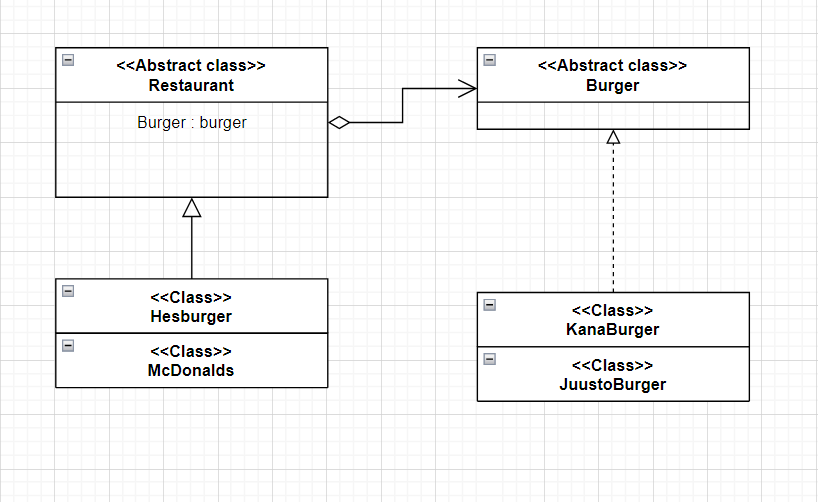 <<Abstract class>>
Restaurant
Burger : burger
<<Abstract class>>
Burger
<<Class>>
Hesburger
<<Class>>
McDonalds
<<Class>>
KanaBurger
<<Class>>
JuustoBurger